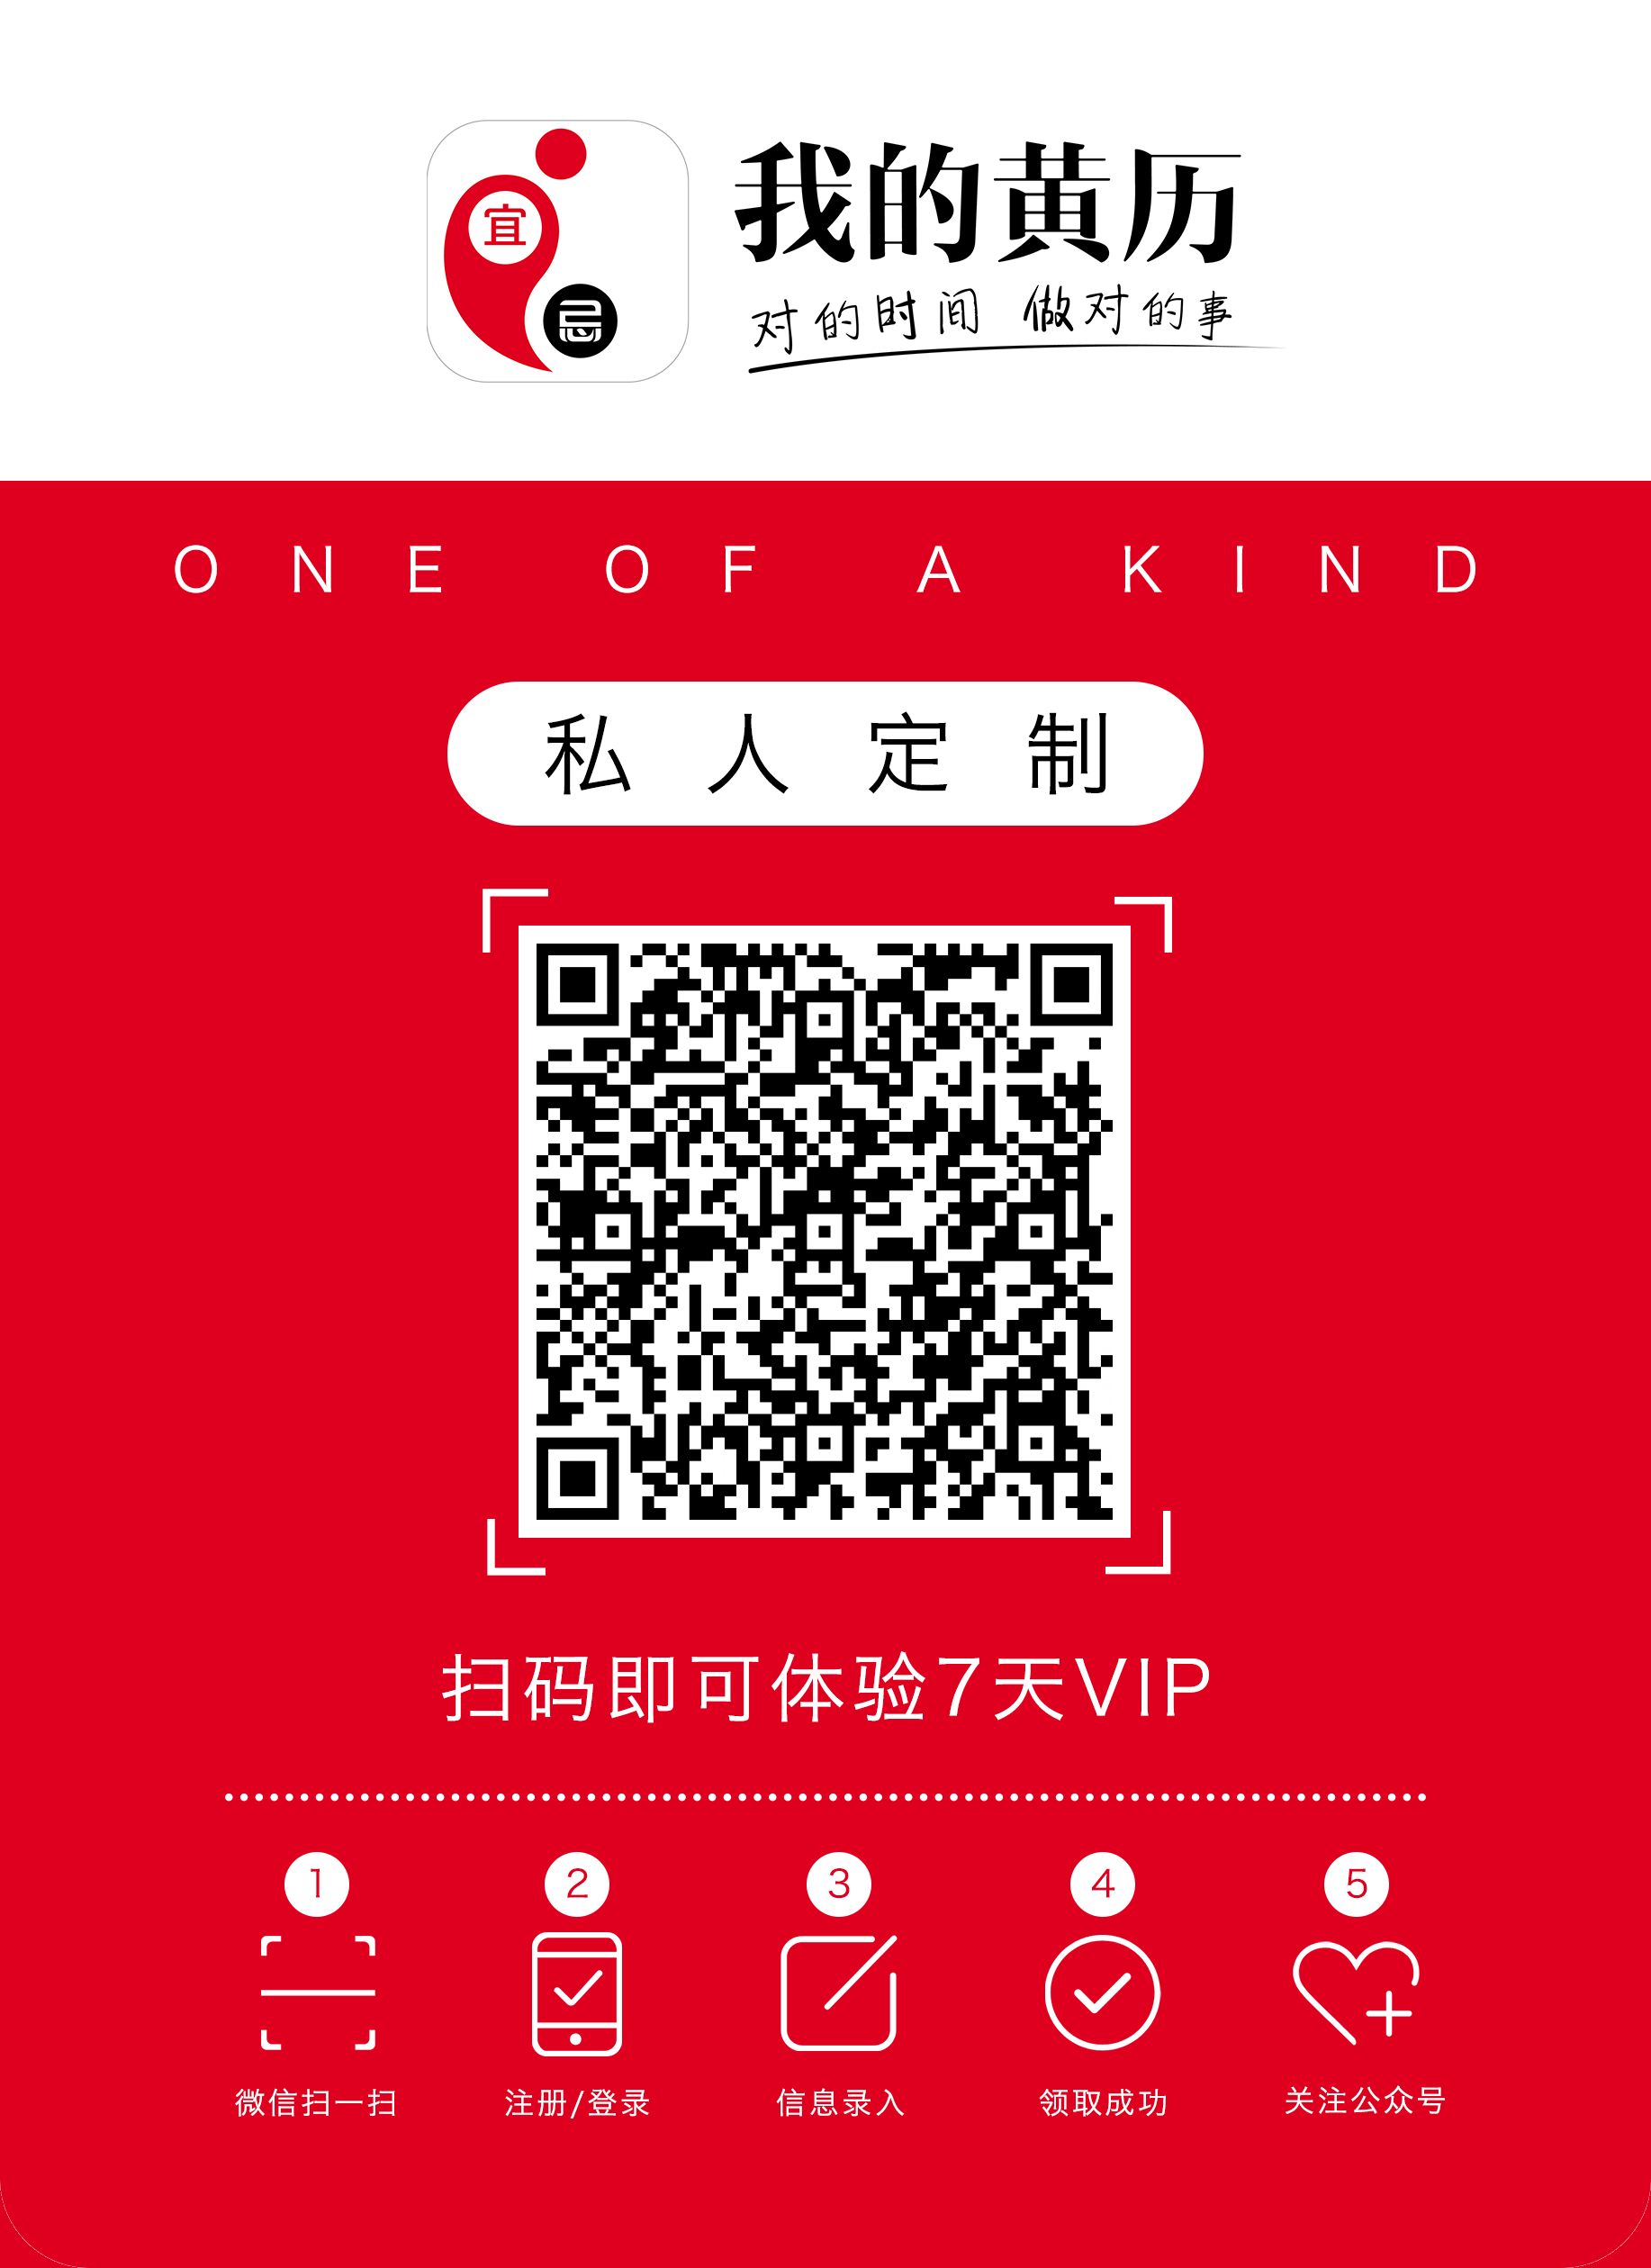 宜
忌
我的黄历
对的时间 做对的事
ONE OF A KIND
私人定制
扫码即可体验7天VIP
1 2 3 4 5
微信扫一扫 注册/登录 信息录入 领取成功 关注公众号